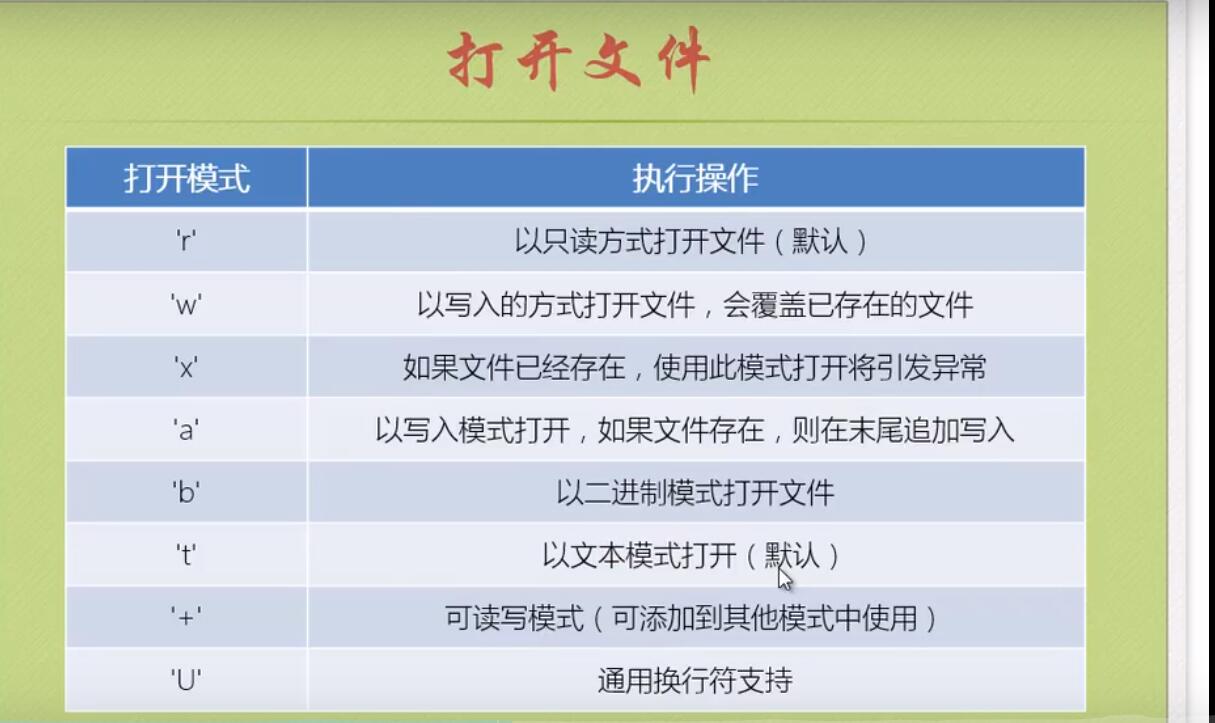 打开文件
打开模式 执行操作
'r' 以只读方式打开文件（默认）
'w' 以写入的方式打开文件，会覆盖已存在的文件
'x' 如果文件已经存在，使用此模式打开将引发异常
'a' 以写入模式打开，如果文件存在，则在末尾追加写入
'b' 以二进制模式打开文件
't' 以文本模式打开（默认）
'+' 可读写模式（可添加到其他模式中使用）
'U' 通用换行符支持